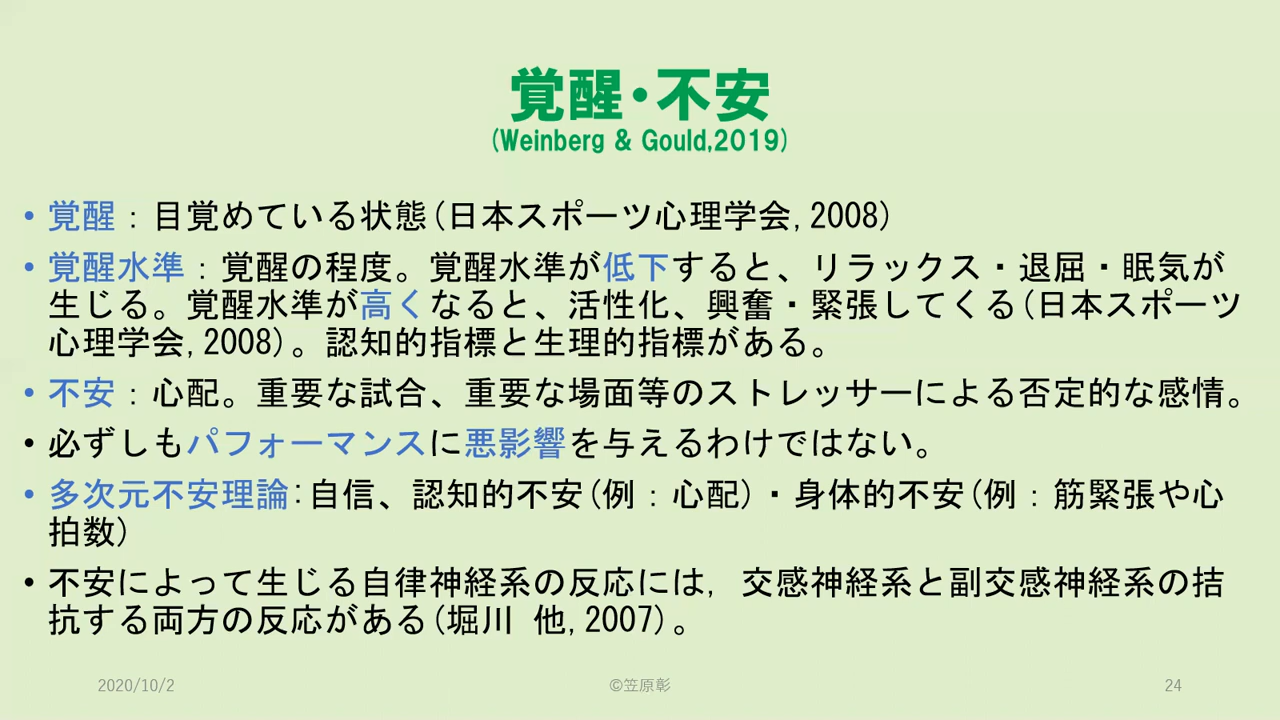 覚醒・不安
(Weinberg & Gould,2019)
• 覚醒：目覚めている状態(日本スポーツ心理学会,2008)
• 覚醒水準：覚醒の程度。覚醒水準が低下すると、リラックス・退屈・眠気が
生じる。覚醒水準が高くなると、活性化、興奮・緊張してくる(日本スポーツ
心理学会,2008)。認知的指標と生理的指標がある。
• 不安：心配。重要な試合、重要な場面等のストレッサーによる否定的な感情。
• 必ずしもパフォーマンスに悪影響を与えるわけではない。
• 多次元不安理論:自信、認知的不安(例：心配)・身体的不安(例：筋緊張や心
拍数)
• 不安によって生じる自律神経系の反応には, 交感神経系と副交感神経系の拮
抗する両方の反応がある(堀川 他,2007)。
2020/10/2
©笠原彰
24